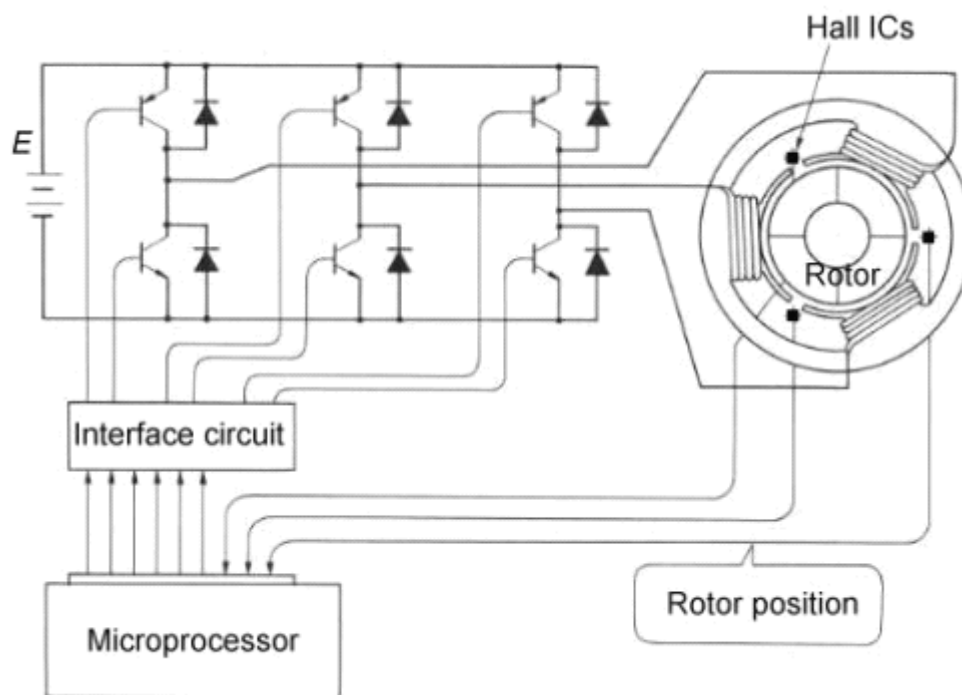 Hall ICs
E
Rotor
Interface circuit
Rotor position
Microprocessor